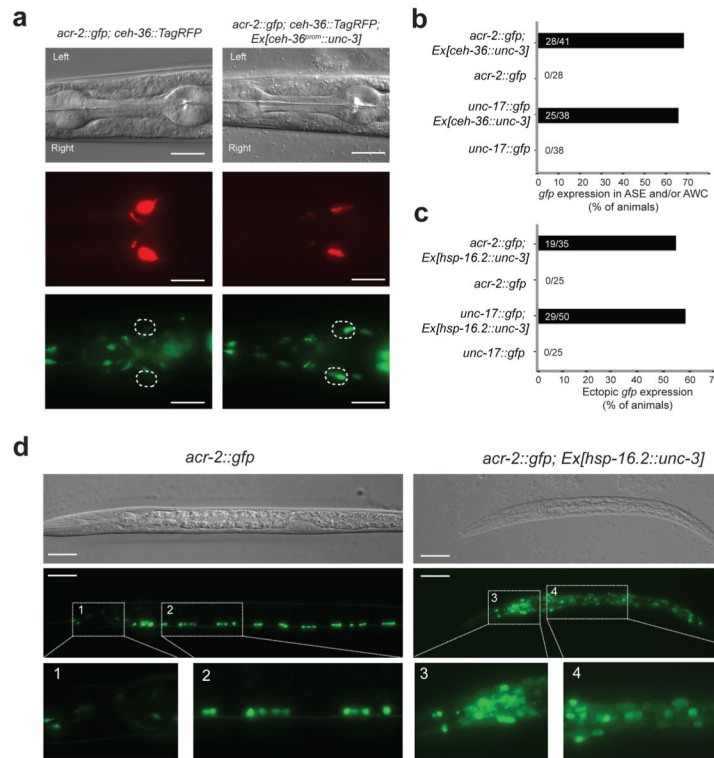 a
acr-2::gfp; ceh-36::TagRFP
acr-2::gfp; ceh-36::TagRFP;
Ex[ceh-36prom::unc-3]
Left
Right
Left
Right
b
acr-2::gfp;
Ex[ceh-36::unc-3]
28/41
acr-2::gfp
0/28
unc-17::gfp
Ex[ceh-36::unc-3]
25/38
unc-17::gfp
0/38
0 10 20 30 40 50 60 70
gfp expression in ASE and/or AWC
(% of animals)
c
acr-2::gfp;
Ex[hsp-16.2::unc-3]
19/35
acr-2::gfp
0/25
unc-17::gfp;
Ex[hsp-16.2::unc-3]
29/50
unc-17::gfp
0/25
0 10 20 30 40 50 60 7
Ectopic gfp expression
(% of animals)
d
acr-2::gfp
acr-2::gfp; Ex[hsp-16.2::unc-3]
1
2
3
4
1
2
3
4